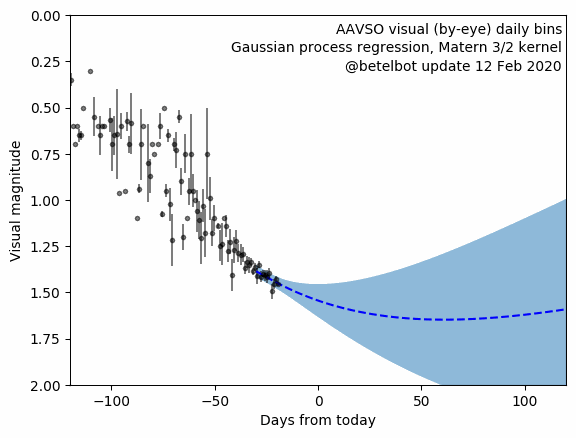 AAVSO visual (by-eye) daily bins
Gaussian process regression, Matern 3/2 kernel
@betelbot update 12 Feb 2020
0.00
0.25
0.50
0.75
1.00
1.25
1.50
1.75
2.00
Visual magnitude
−100
−50
0
50
100
Days from today